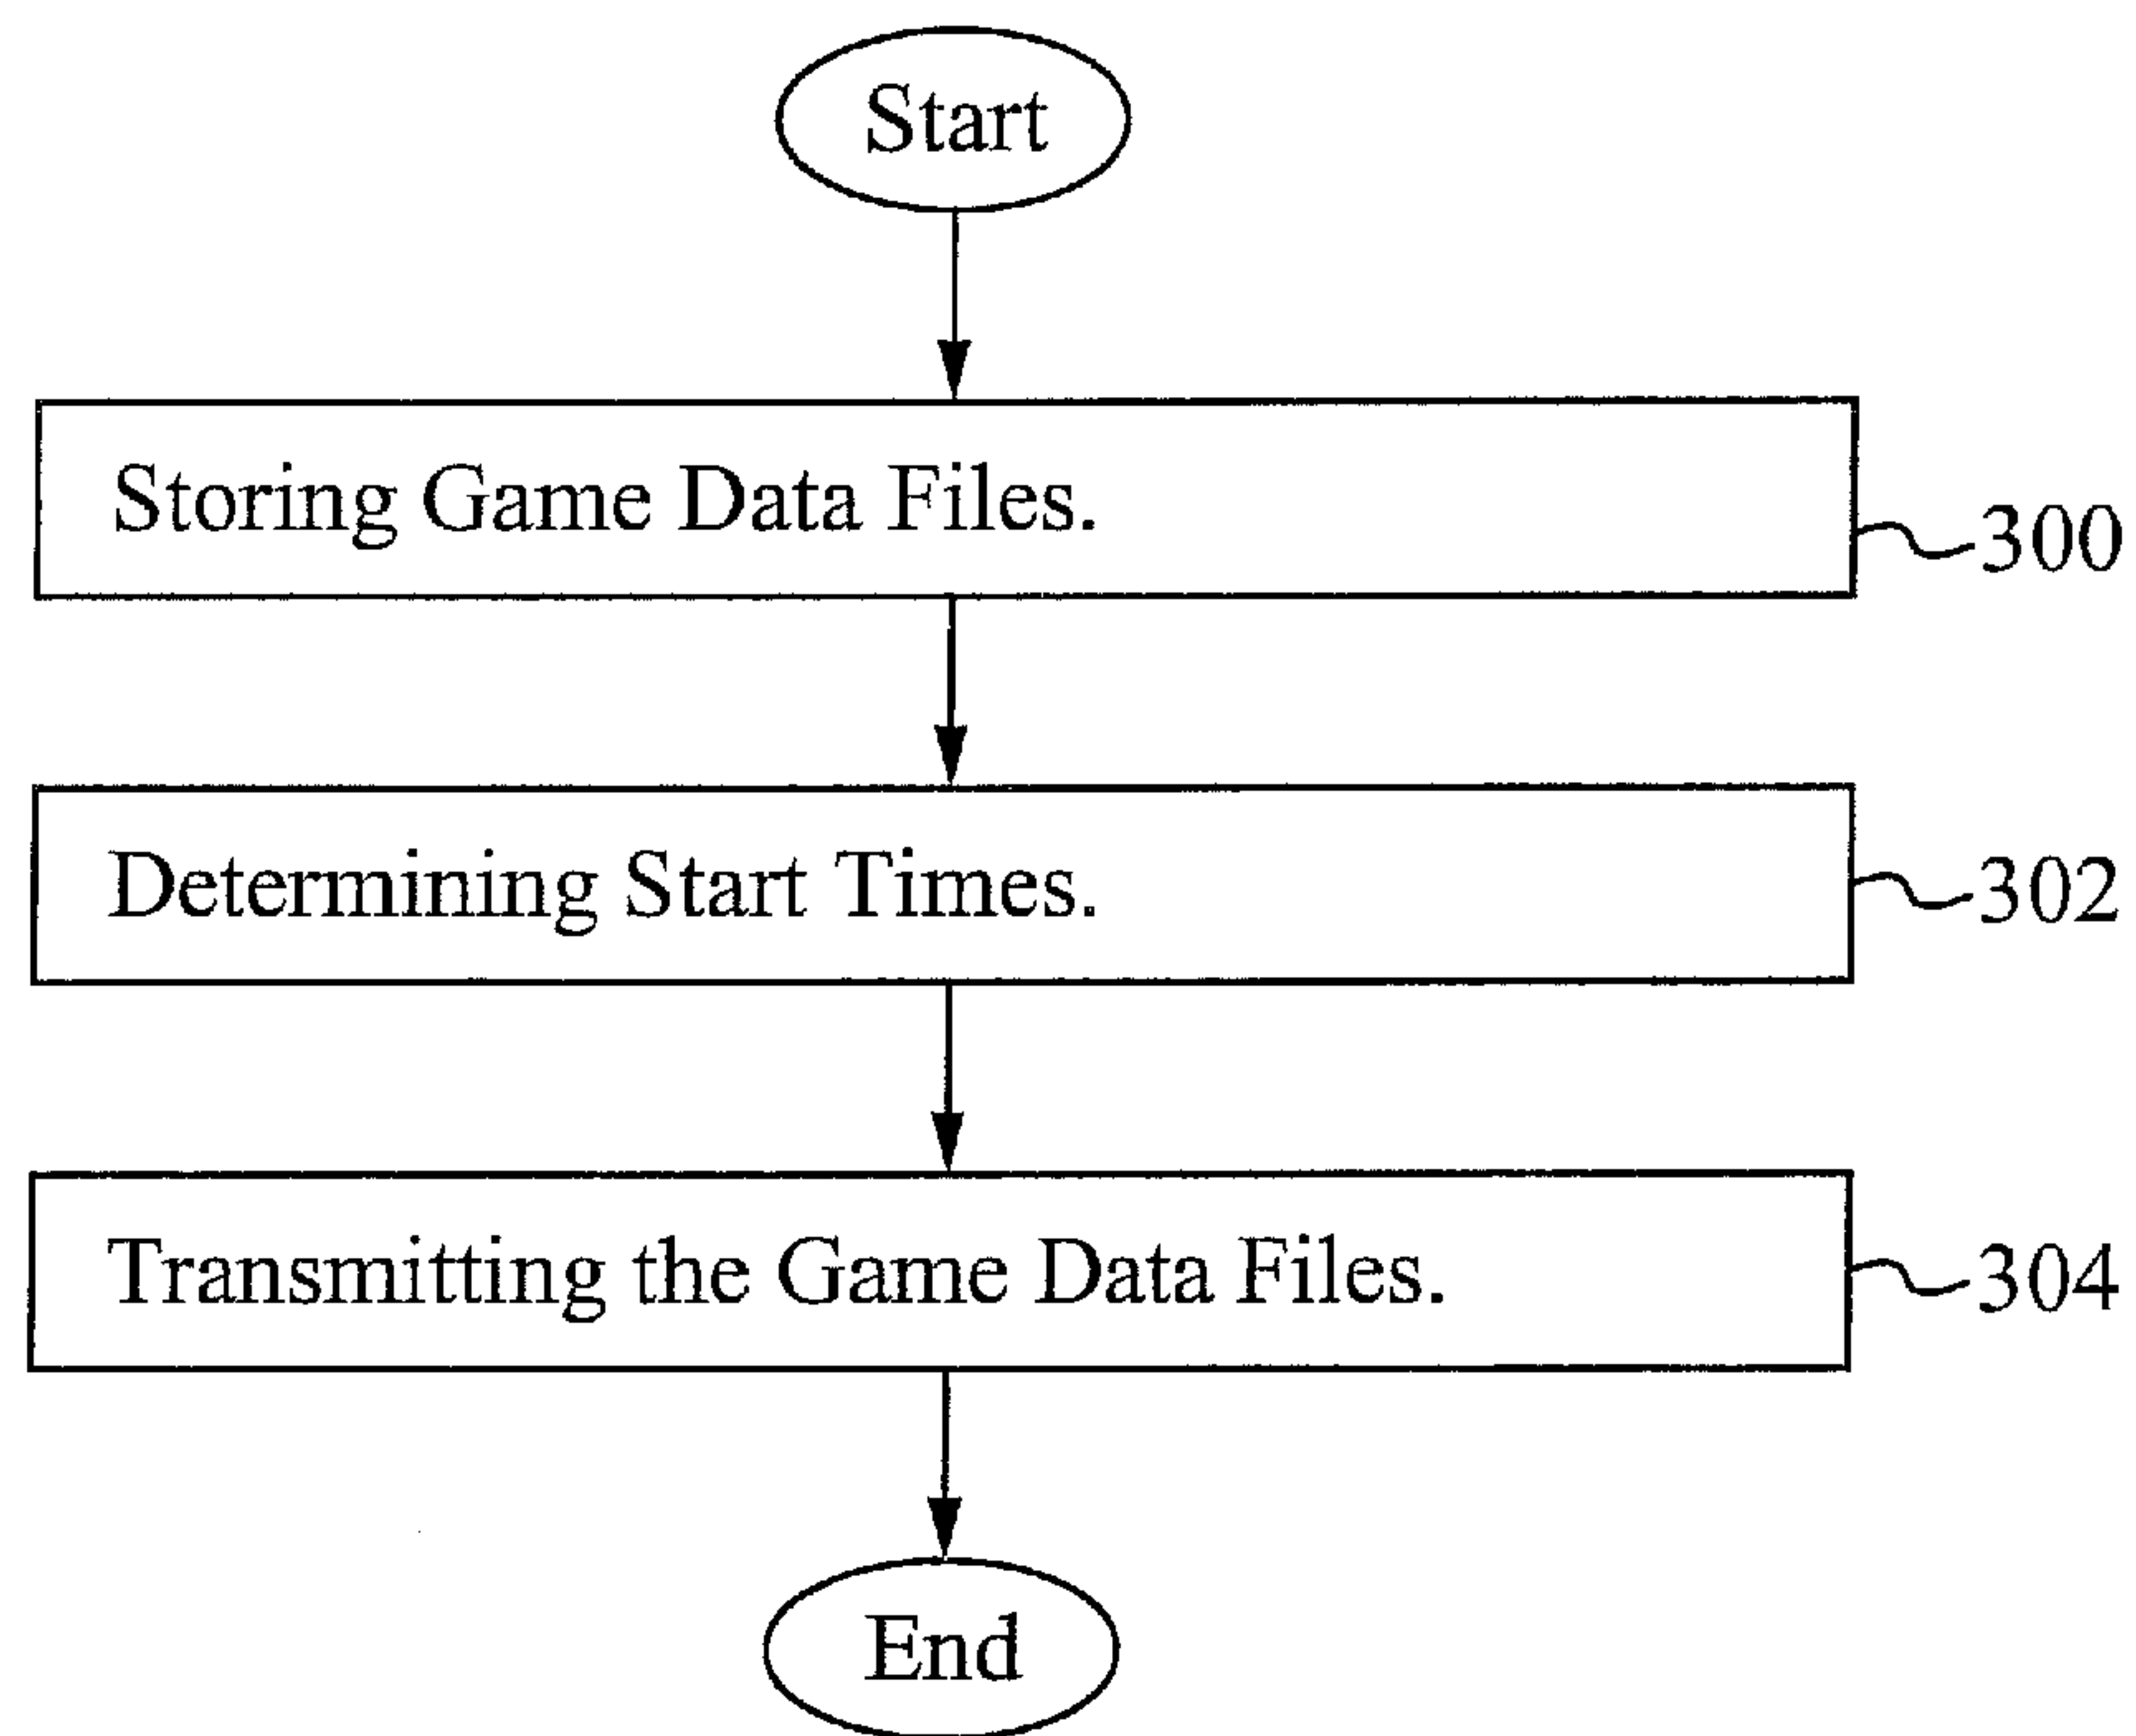 Start
Storing Game Data Files.
300
Determining Start Times.
302
Transmitting the Game Data Files.
304
End